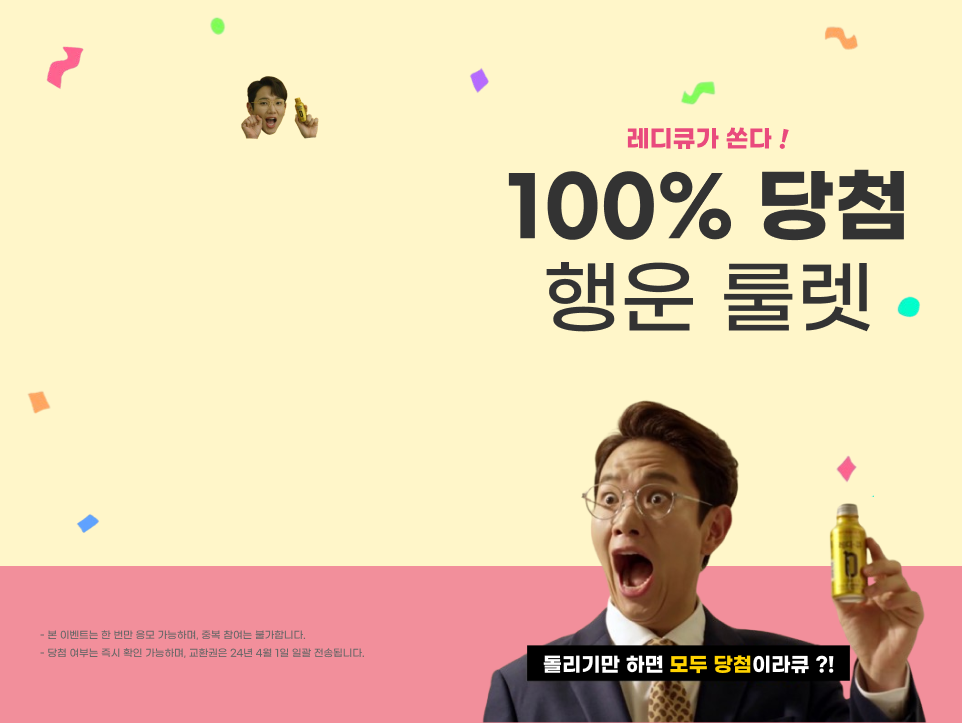 레디큐가 쏜다 !
100% 당첨
행운 룰렛
돌리기만 하면 모두 당첨이라큐 ?!
- 본 이벤트는 한 번만 응모 가능하며, 중복 참여는 불가합니다.
- 당첨 여부는 즉시 확인 가능하며, 교환권은 24년 4월 1일 일괄 전송됩니다.